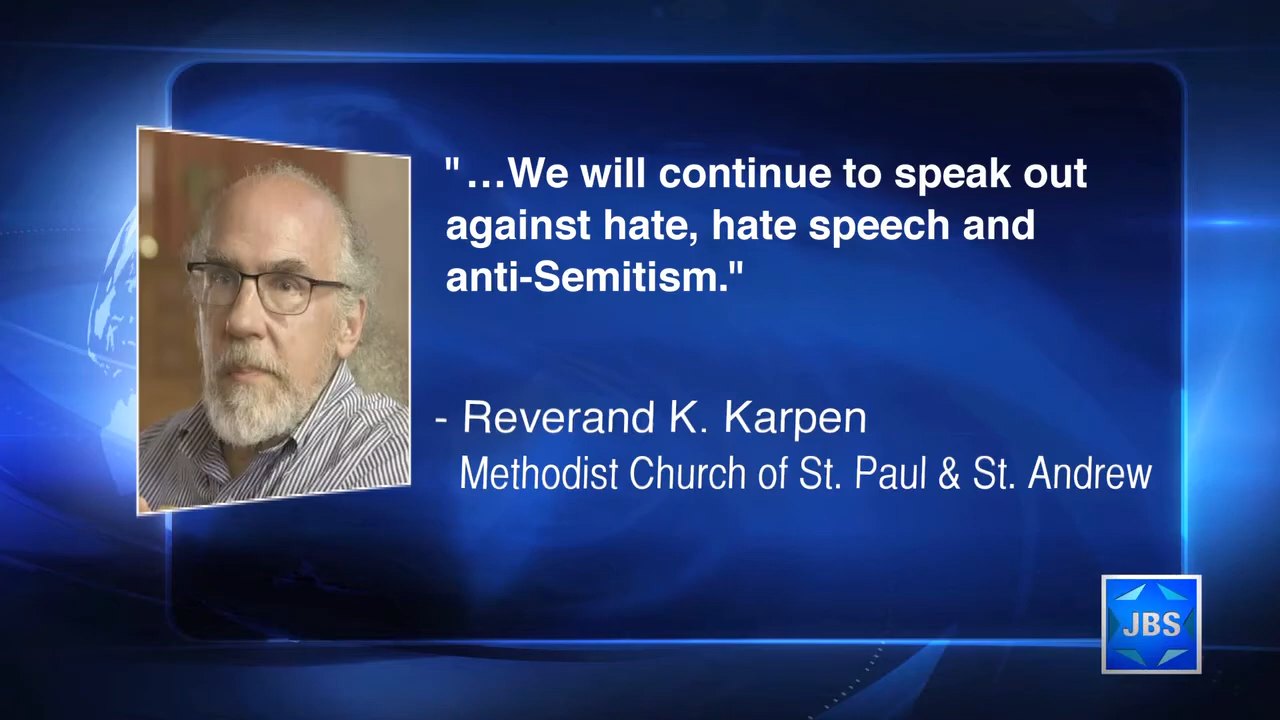 "...We will continue to speak out
against hate, hate speech and
anti-Semitism."
- Reverand K. Karpen
Methodist Church of St. Paul & St. Andrew
JBS